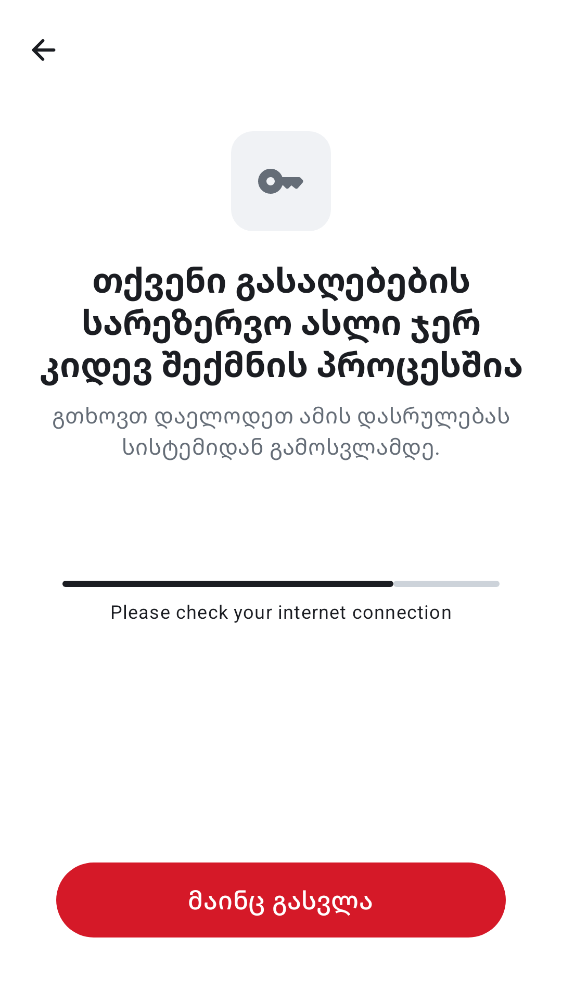 თქვენი გასაღებების
სარეზერვო ასლი ჯერ
კიდევ შექმნის პროცესშია
გთხოვთ დაელოდეთ ამის დასრულებას
სისტემიდან გამოსვლამდე.
Please check your internet connection
მაინც გასვლა